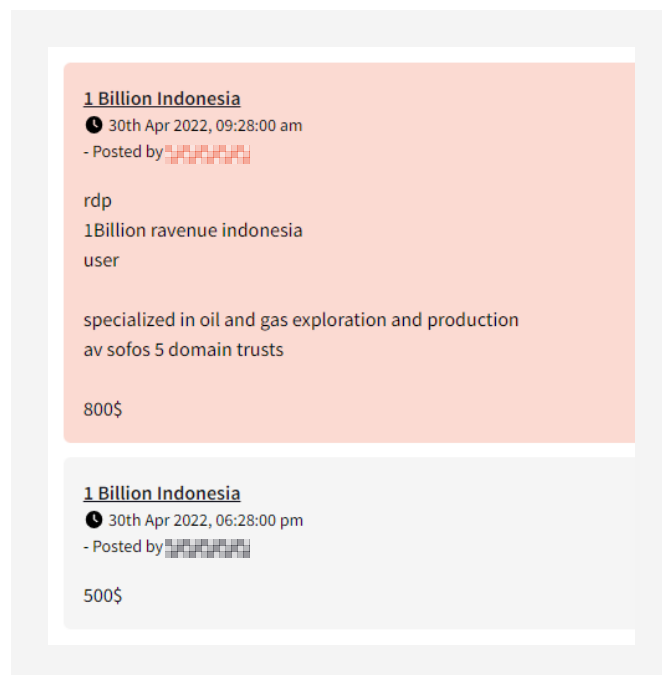 1 Billion Indonesia
30th Apr 2022, 09:28:00 am
- Posted by
rdp
1Billion ravenue indonesia
user
specialized in oil and gas exploration and production
av sofos 5 domain trusts
800$
1 Billion Indonesia
30th Apr 2022, 06:28:00 pm
- Posted by
500$